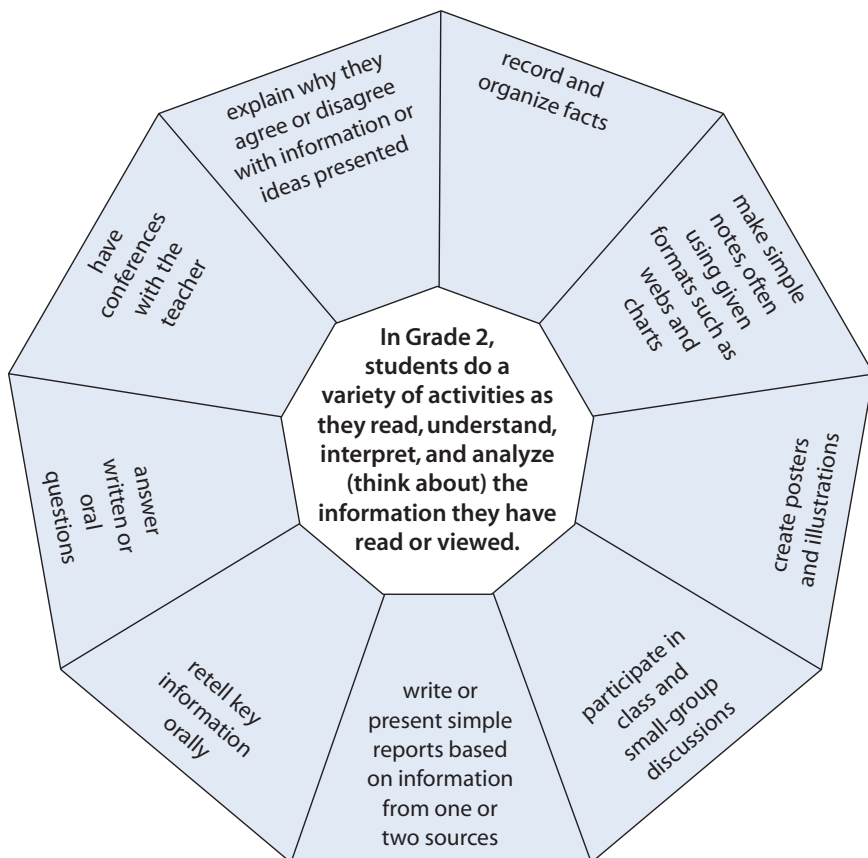 explain why they
agree or disagree
with information or
ideas presented
record and
organize facts
make simple
notes, often
using given
formats such as
webs and
charts
create posters
and illustrations
participate in
class and
small-group
discussions
write or
present simple
reports based
on information
from one or
two sources
retell key
information
orally
answer
written or
oral
questions
have
conferences
with the
teacher
In Grade 2,
students do a
variety of activities as
they read, understand,
interpret, and analyze
(think about) the
information they have
read or viewed.